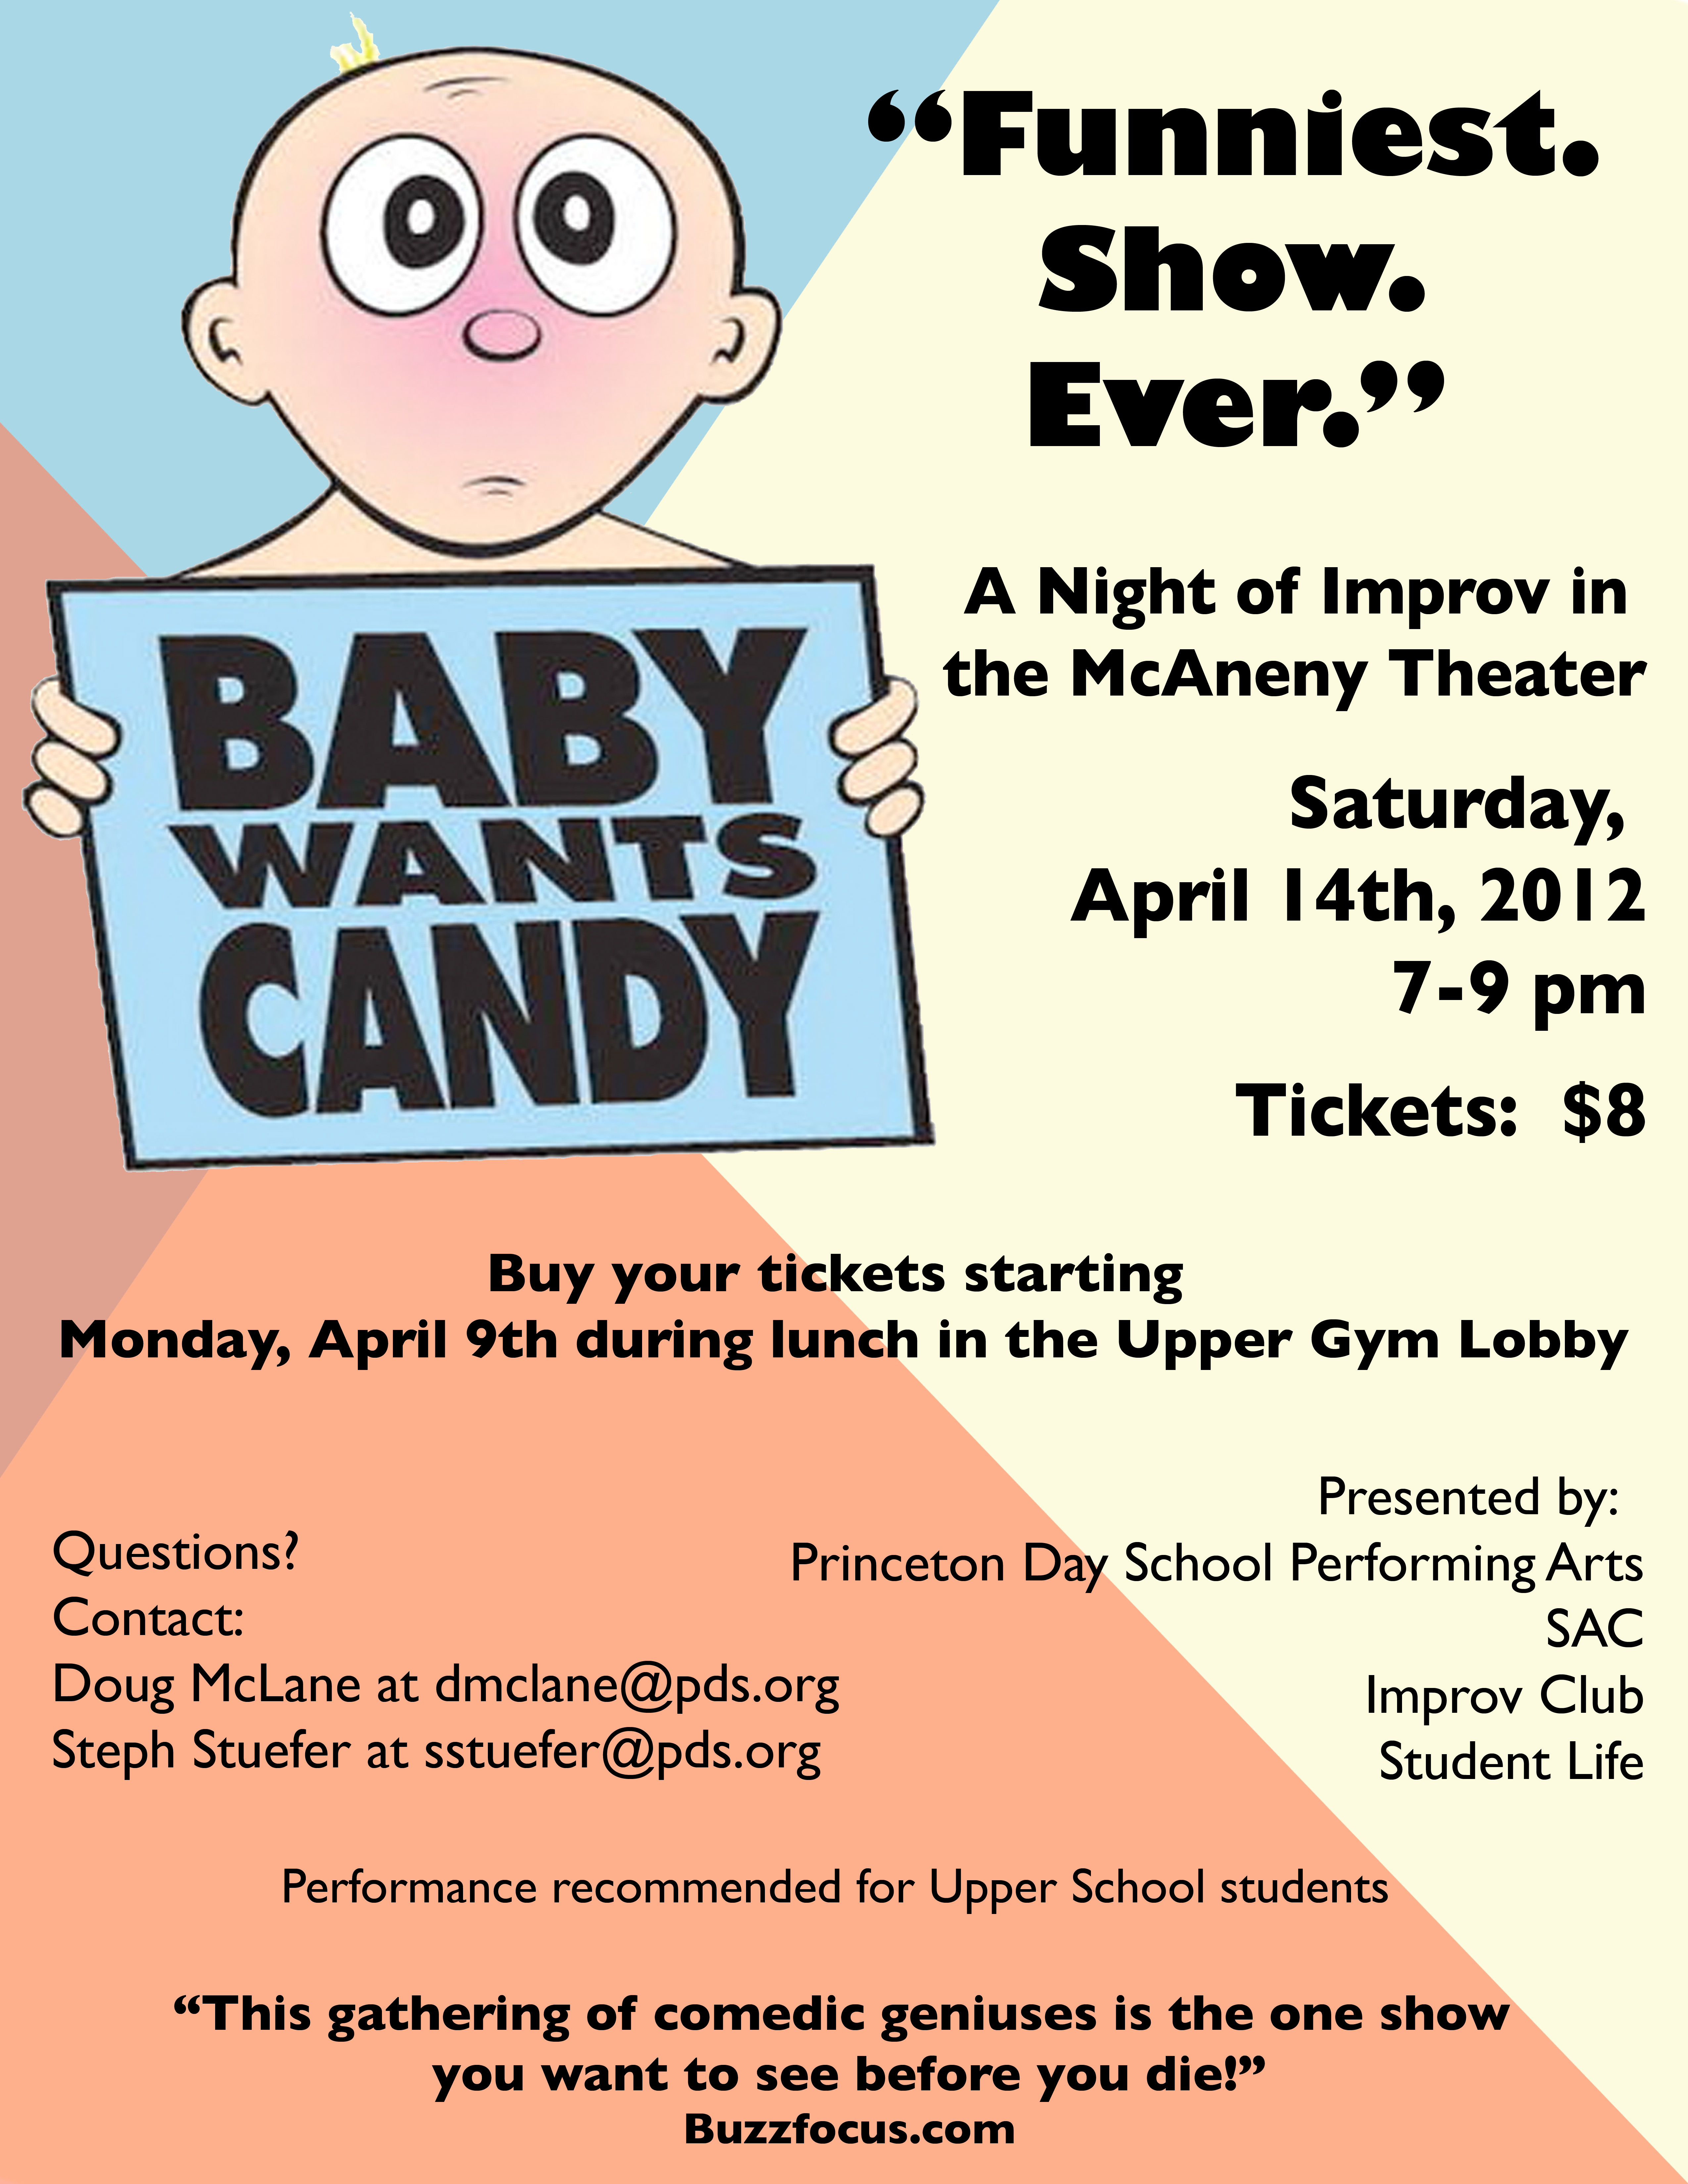 “Funniest.
Show.
Ever.”
BABY
WANTS
CANDY
A Night of Improv in
the McAneny Theater
Saturday,
April 14th, 2012
7-9 pm
Tickets: $8
Buy your tickets starting
Monday, April 9th during lunch in the Upper Gym Lobby
Questions?
Contact:
Doug McLane at dmclane@pds.org
Steph Stuefer at sstuefer@pds.org
Presented by:
Princeton Day School Performing Arts
SAC
Improv Club
Student Life
Performance recommended for Upper School students
“This gathering of comedic geniuses is the one show
you want to see before you die!”
Buzzfocus.com